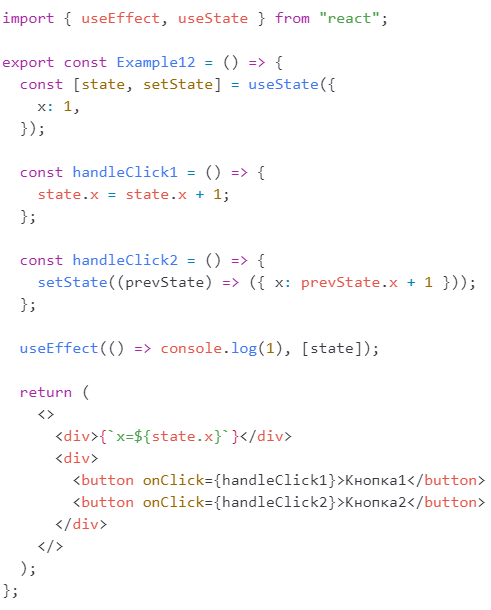 import { useEffect, useState } from "react";

export const Example12 = () => {
  const [state, setState] = useState({
    x: 1,
  });

  const handleClick1 = () => {
    state.x = state.x + 1;
  };

  const handleClick2 = () => {
    setState((prevState) => ({ x: prevState.x + 1 }));
  };

  useEffect(() => console.log(1), [state]);

  return (
    <>
      <div>{`x=${state.x}`}</div>
      <div>
        <button onClick={handleClick1}>Кнопка1</button>
        <button onClick={handleClick2}>Кнопка2</button>
      </div>
    </>
  );
};